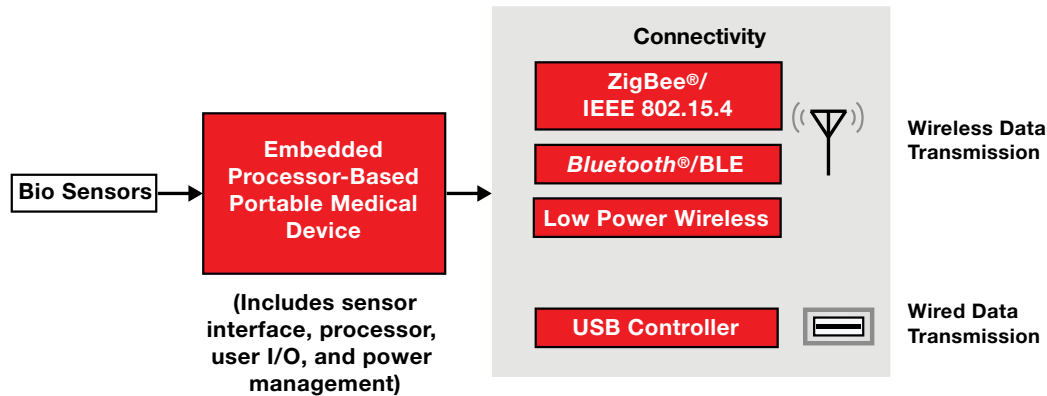 Bio Sensors
Embedded
Processor-Based
Portable Medical
Device
(Includes sensor
interface, processor,
user I/O, and power
management)
Connectivity
ZigBee®/
IEEE 802.15.4
Bluetooth®/BLE
Low Power Wireless
USB Controller
Wireless Data
Transmission
Wired Data
Transmission